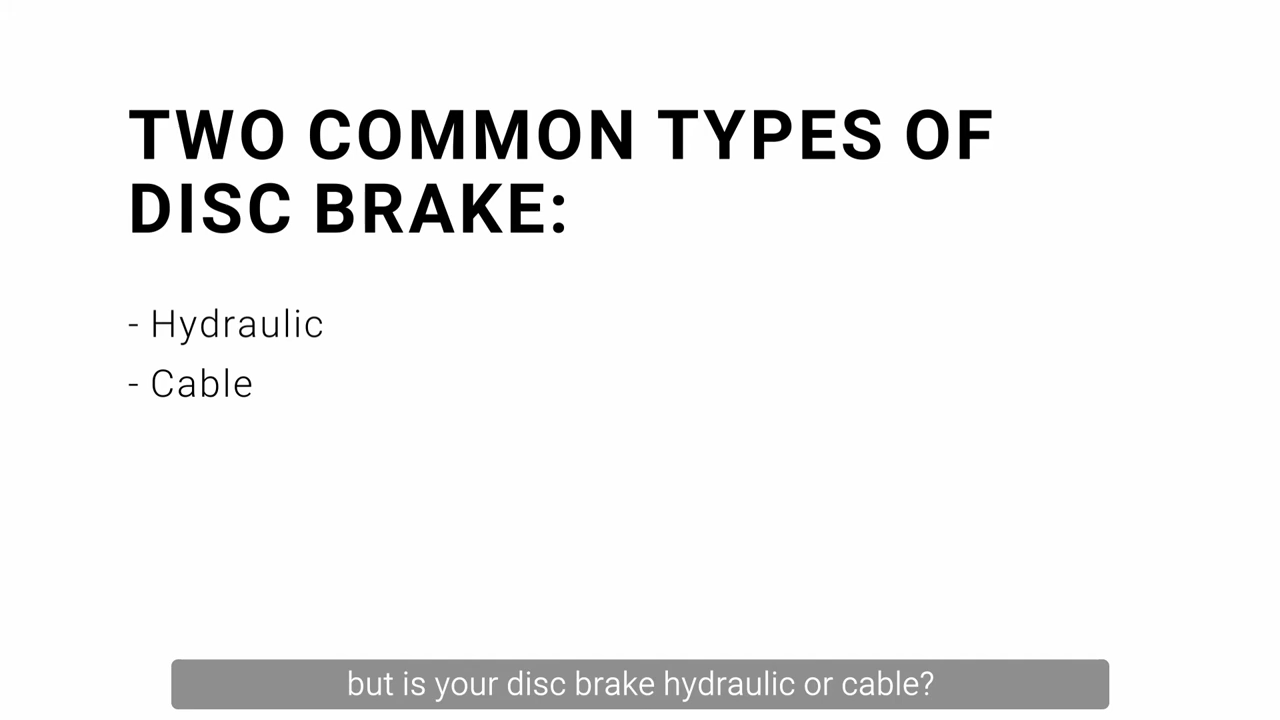 TWO COMMON TYPES OF
DISC BRAKE:
- Hydraulic
- Cable
but is your disc brake hydraulic or cable?